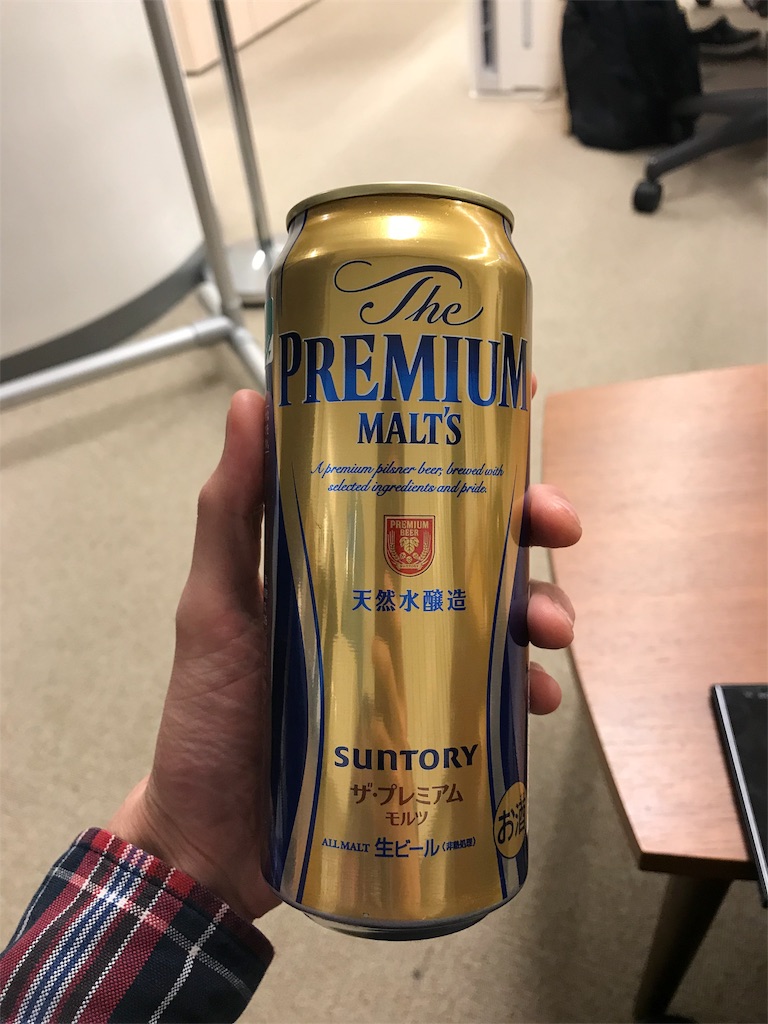 The
PREMIUM
MALT'S
A premium pilsner beer, brewed with
selected ingredients and pride.
PREMIUM
BEER
天然水醸造
SUNTORY
ザ・プレミアム
モルツ
ALL MALT 生ビール〈非熱処理〉
お酒